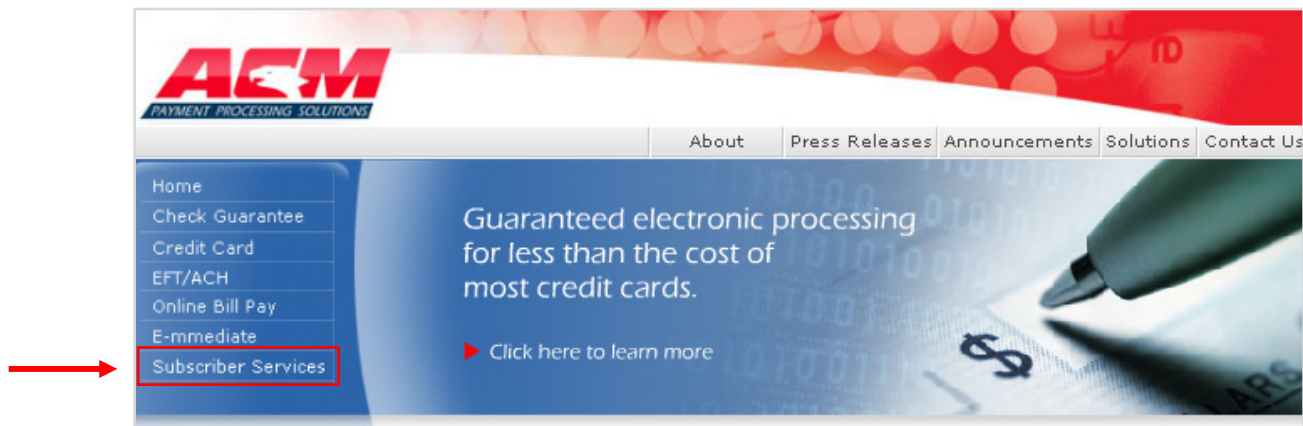 ACM
PAYMENT PROCESSING SOLUTIONS
About Press Releases Announcements Solutions Contact Us
Home
Check Guarantee
Credit Card
EFT/ACH
Online Bill Pay
E-mmediate
Subscriber Services
Guaranteed electronic processing
for less than the cost of
most credit cards.
Click here to learn more
$